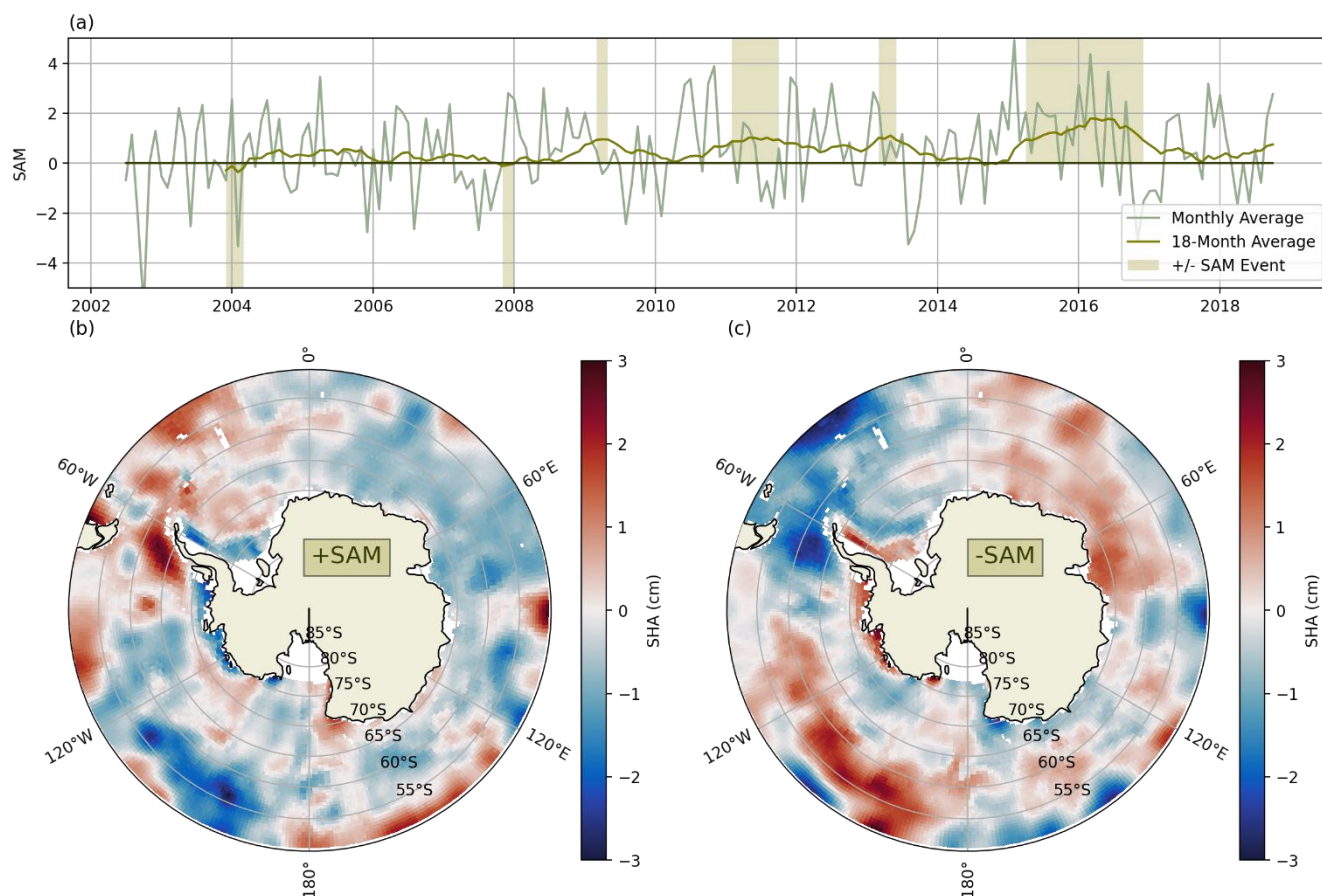 (a)
4
2
0
−2
−4
SAM
Monthly Average
18-Month Average
+/- SAM Event
2002 2004 2006 2008 2010 2012 2014 2016 2018
(b)
0°
60°W
60°E
120°W
120°E
180°
+SAM
85°S
80°S
75°S
70°S
65°S
60°S
55°S
3
2
1
0
−1
−2
−3
SHA (cm)
(c)
0°
60°W
60°E
120°W
120°E
180°
-SAM
85°S
80°S
75°S
70°S
65°S
60°S
55°S
3
2
1
0
−1
−2
−3
SHA (cm)